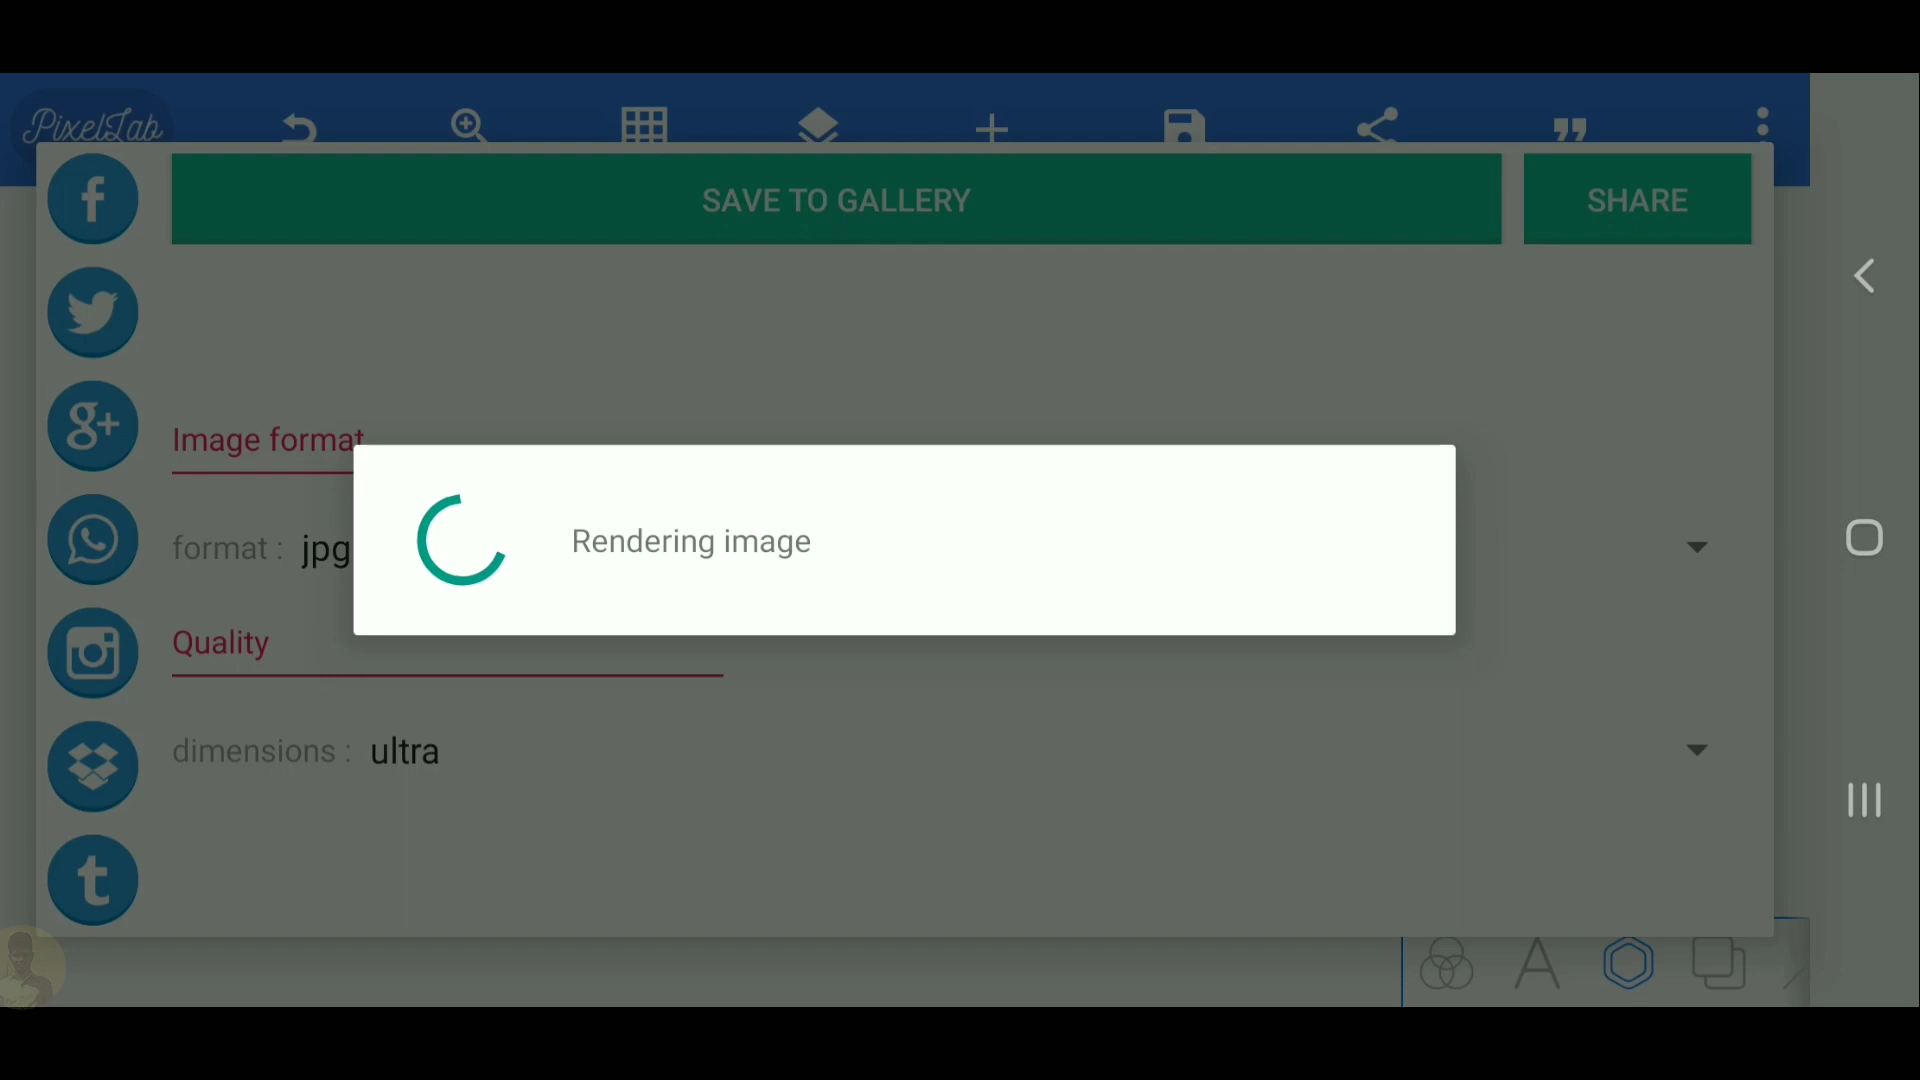 PixelLab
SAVE TO GALLERY
SHARE
Image format
format : jpg
Rendering image
Quality
dimensions : ultra